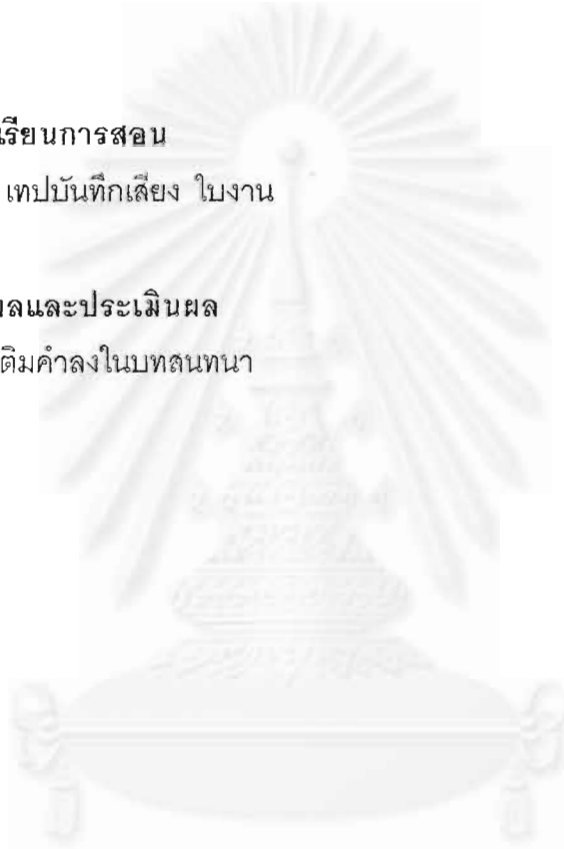 เรียนการสอน
เทปบันทึกเสียง ใบงาน
ผลและประเมินผล
ติมคำลงในบทสนทนา